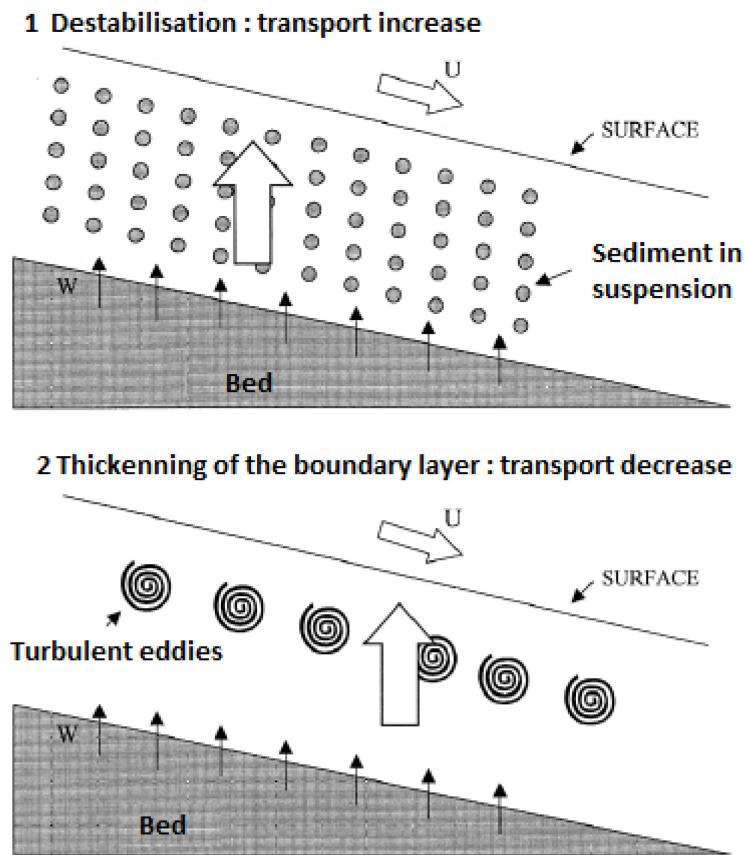 1 Destabilisation : transport increase
U
SURFACE
Sediment in
suspension
W
Bed
2 Thickenning of the boundary layer : transport decrease
U
SURFACE
Turbulent eddies
W
Bed